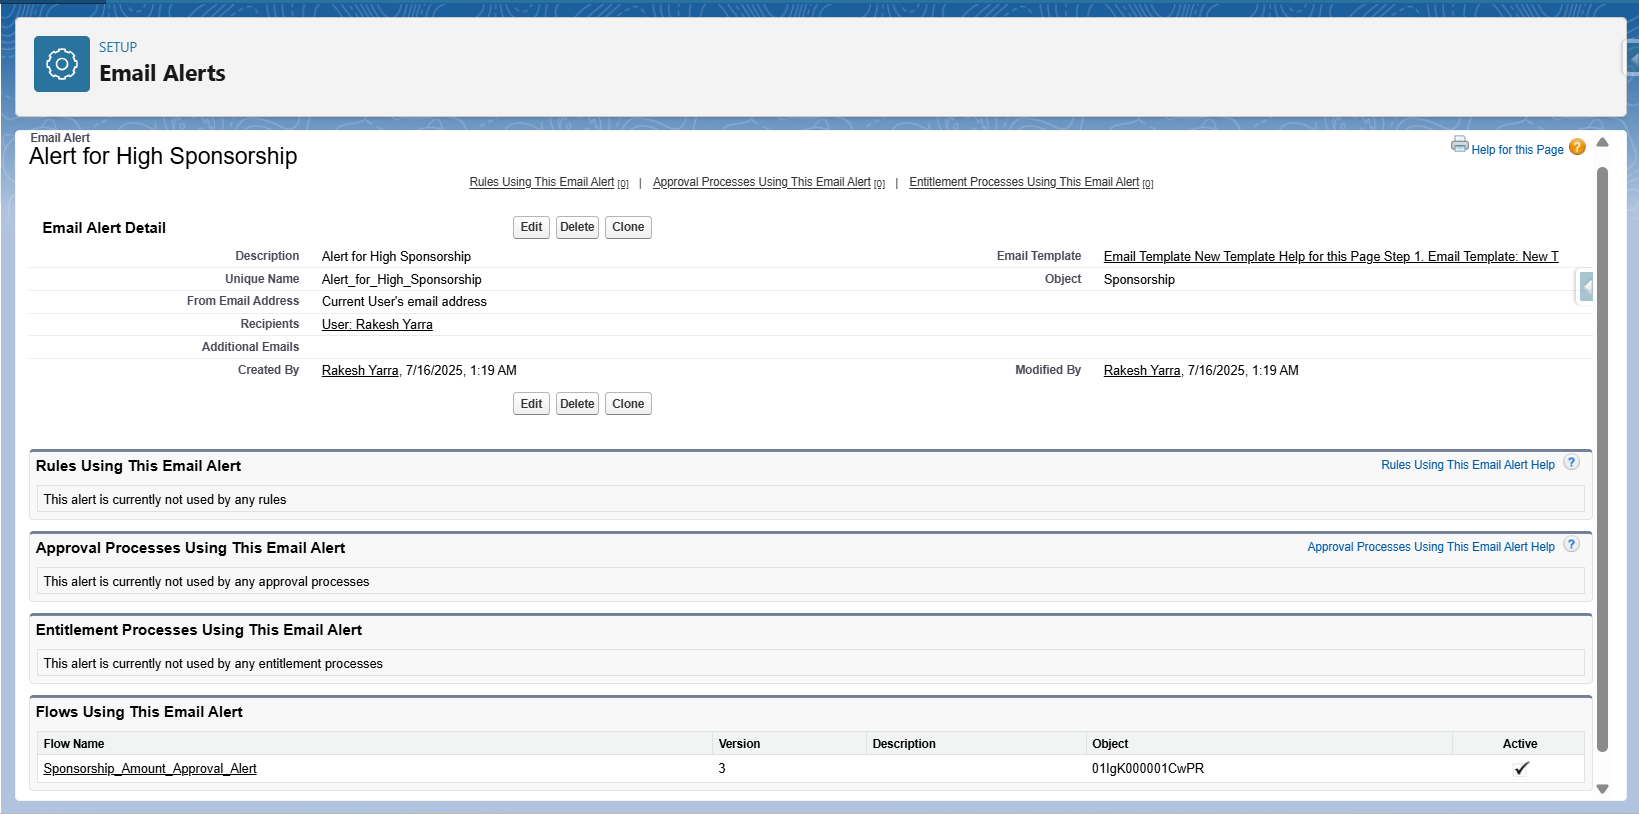 SETUP
Email Alerts
Email Alert
Alert for High Sponsorship
Help for this Page ?
Rules Using This Email Alert [0] | Approval Processes Using This Email Alert [0] | Entitlement Processes Using This Email Alert [0]
Email Alert Detail Edit Delete Clone
Description Alert for High Sponsorship Email Template Email Template New Template Help for this Page Step 1. Email Template: New T
Unique Name Alert_for_High_Sponsorship Object Sponsorship
From Email Address Current User's email address
Recipients User: Rakesh Yarra
Additional Emails
Created By Rakesh Yarra, 7/16/2025, 1:19 AM Modified By Rakesh Yarra, 7/16/2025, 1:19 AM
Edit Delete Clone
Rules Using This Email Alert Rules Using This Email Alert Help ?
This alert is currently not used by any rules
Approval Processes Using This Email Alert Approval Processes Using This Email Alert Help ?
This alert is currently not used by any approval processes
Entitlement Processes Using This Email Alert
This alert is currently not used by any entitlement processes
Flows Using This Email Alert
Flow Name Version Description Object Active
Sponsorship_Amount_Approval_Alert 3 01IgK000001CwPR